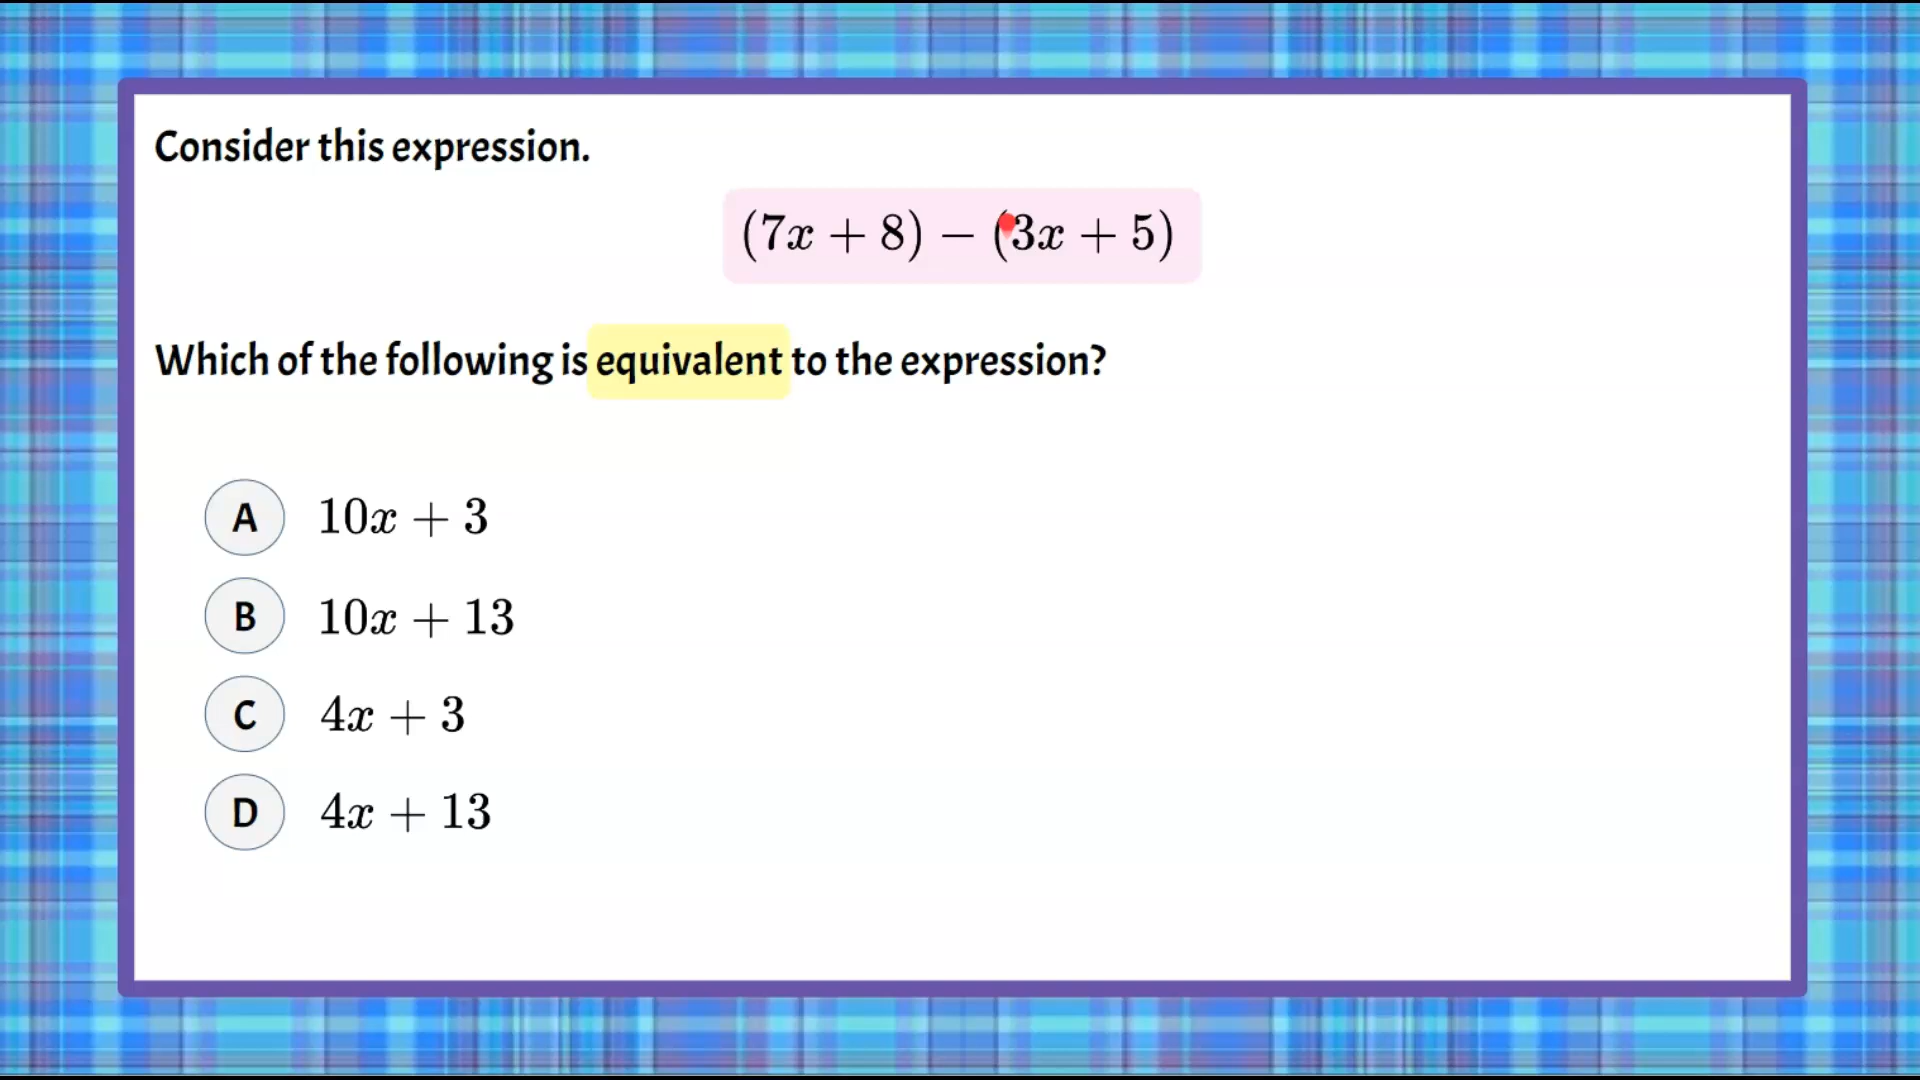 Consider this expression.
(7x + 8) − (3x + 5)
Which of the following is equivalent to the expression?
A 10x + 3
B 10x + 13
C 4x + 3
D 4x + 13